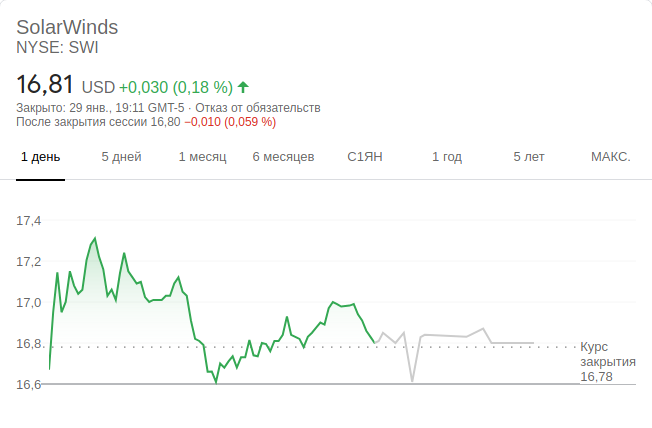 SolarWinds
NYSE: SWI
16,81 USD +0,030 (0,18 %)
Закрыто: 29 янв., 19:11 GMT-5 · Отказ от обязательств
После закрытия сессии 16,80 −0,010 (0,059 %)
1 день 5 дней 1 месяц 6 месяцев С1ЯН 1 год 5 лет МАКС.
17,4
17,2
17,0
16,8
Курс
закрытия
16,78
16,6